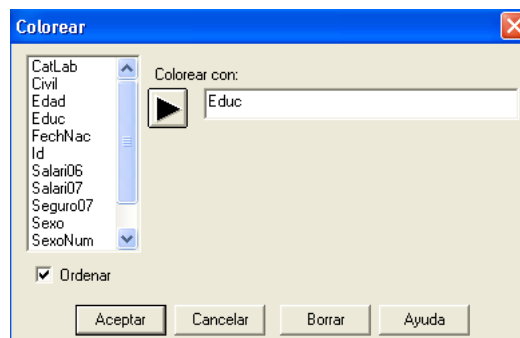 Colorear
CatLab
Civil
Edad
Educ
FechNac
Id
Salari06
Salari07
Seguro07
Sexo
SexoNum
Colorear con:
Educ
Ordenar
Aceptar
Cancelar
Borrar
Ayuda